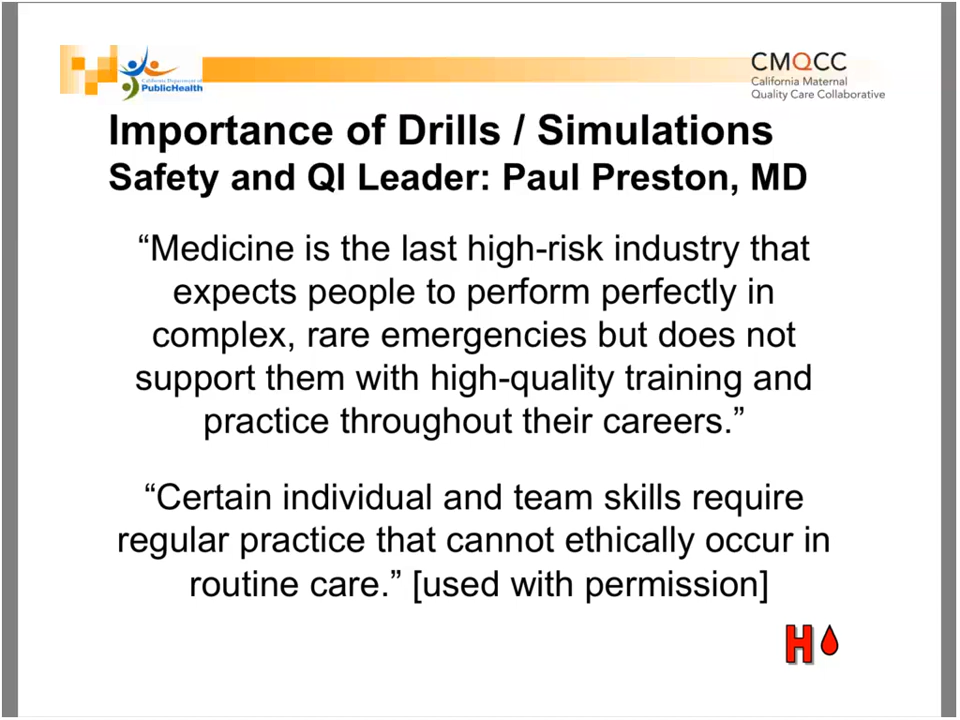 California Department of
PublicHealth
CMQCC
California Maternal
Quality Care Collaborative
Importance of Drills / Simulations
Safety and QI Leader: Paul Preston, MD
“Medicine is the last high-risk industry that
expects people to perform perfectly in
complex, rare emergencies but does not
support them with high-quality training and
practice throughout their careers.”
“Certain individual and team skills require
regular practice that cannot ethically occur in
routine care.” [used with permission]
H